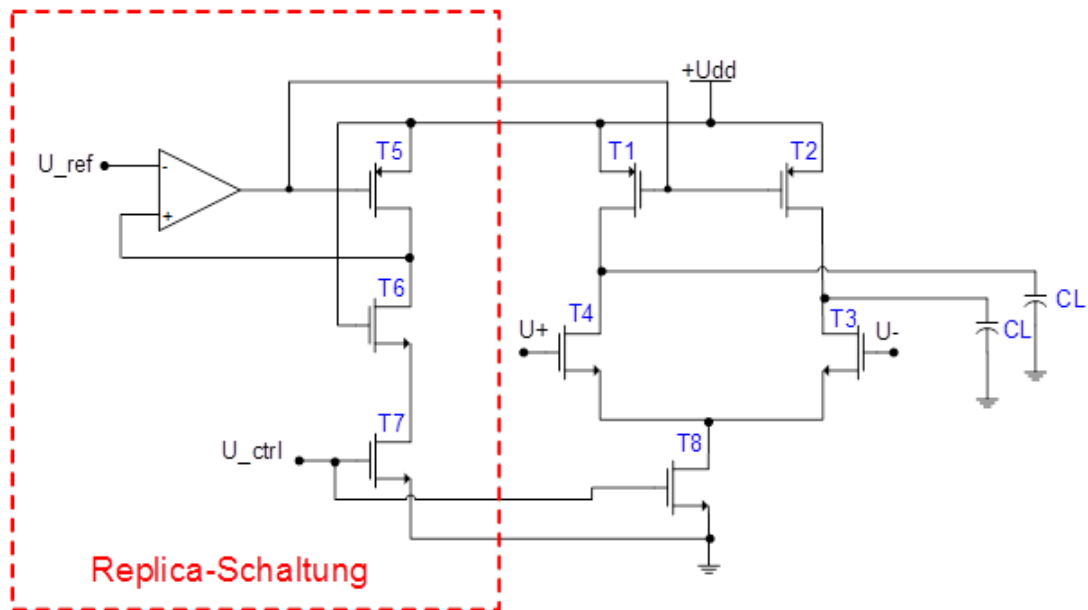 +Udd
T5
T1
T2
U_ref
-
+
T6
T4
T3
CL
CL
U+
U-
T7
T8
U_ctrl
Replica-Schaltung